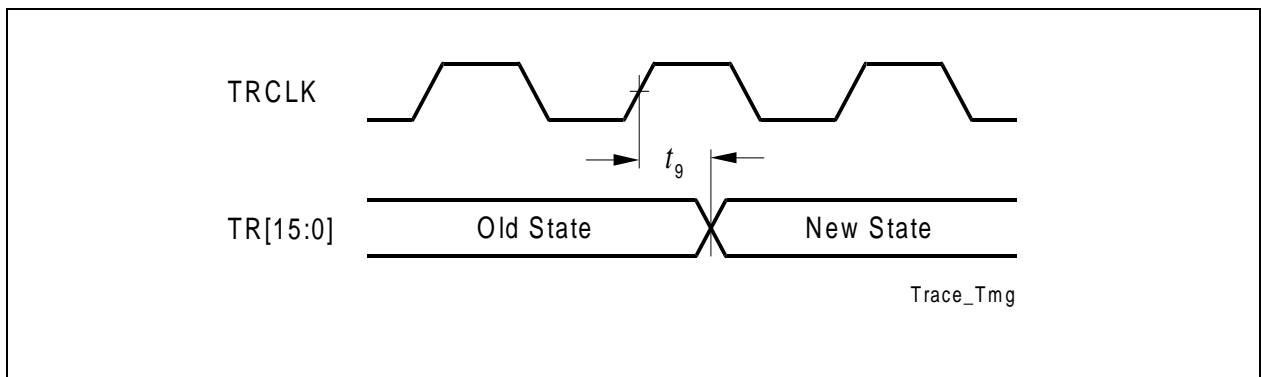 TRCLK
t9
TR[15:0]
Old State
New State
Trace_Tmg